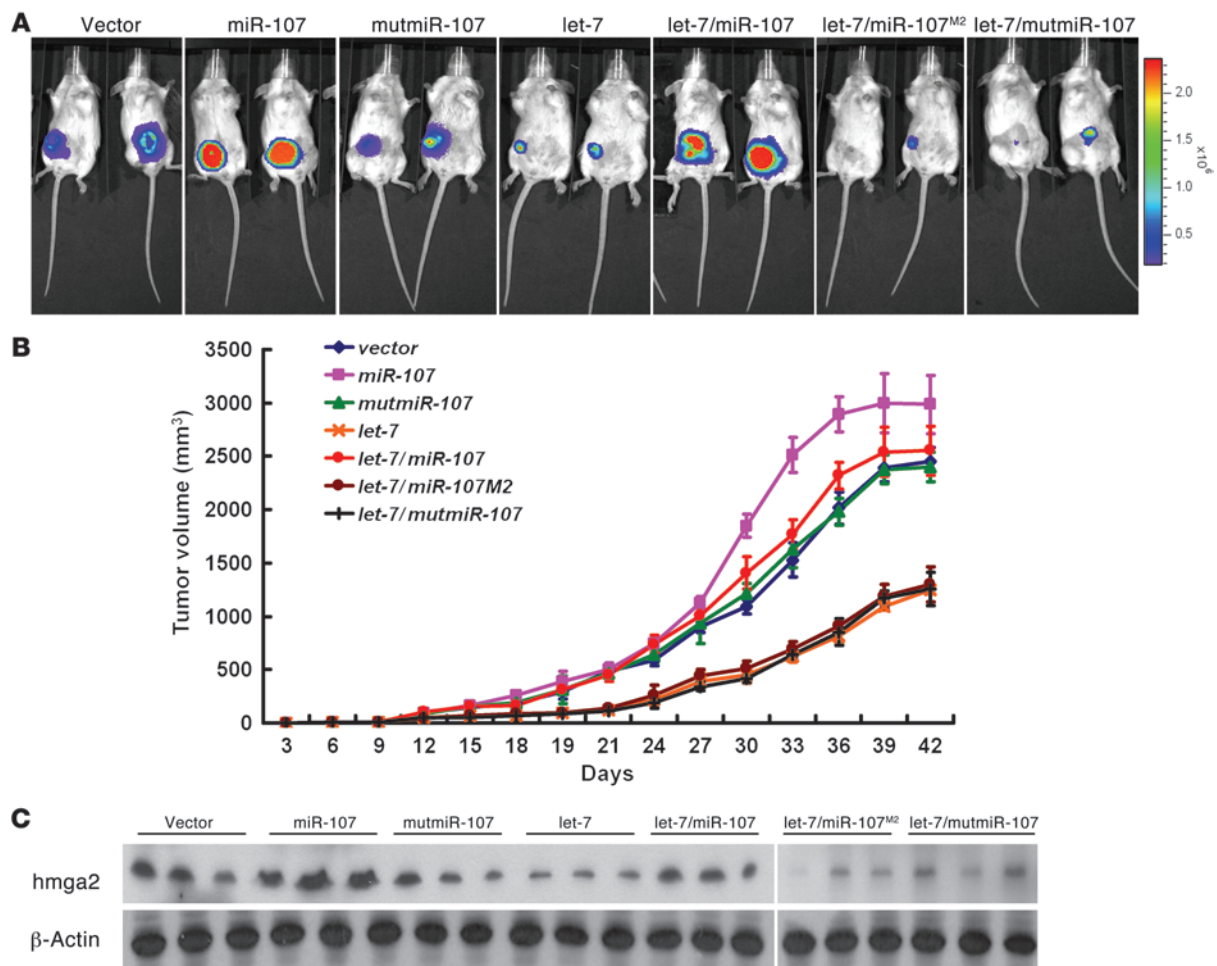 A
Vector miR-107 mutmiR-107 let-7 let-7/miR-107 let-7/miR-107M2 let-7/mutmiR-107
2.0
1.5
1.0
0.5
x10⁶
B
Tumor volume (mm³)
3500
3000
2500
2000
1500
1000
500
0
vector
miR-107
mutmiR-107
let-7
let-7/miR-107
let-7/miR-107M2
let-7/mutmiR-107
3 6 9 12 15 18 19 21 24 27 30 33 36 39 42
Days
C
Vector miR-107 mutmiR-107 let-7 let-7/miR-107 let-7/miR-107M2 let-7/mutmiR-107
hmga2
β-Actin